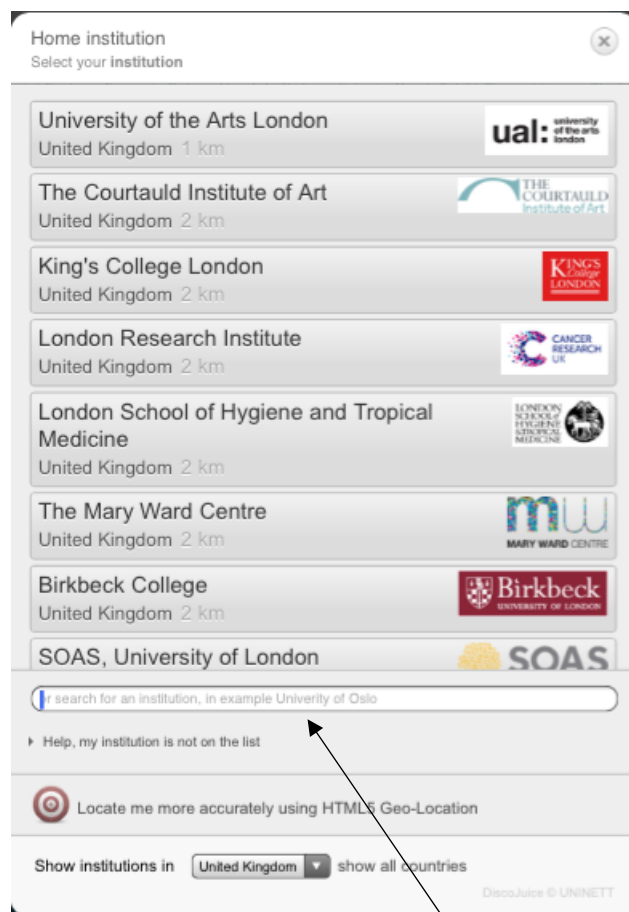 Home institution
Select your institution
University of the Arts London
United Kingdom 1 km
ual: university of the arts london
The Courtauld Institute of Art
United Kingdom 2 km
THE COURTAULD Institute of Art
King's College London
United Kingdom 2 km
KING'S College LONDON
London Research Institute
United Kingdom 2 km
CANCER RESEARCH UK
London School of Hygiene and Tropical
Medicine
United Kingdom 2 km
LONDON SCHOOL of HYGIENE & TROPICAL MEDICINE
The Mary Ward Centre
United Kingdom 2 km
mw
MARY WARD CENTRE
Birkbeck College
United Kingdom 2 km
Birkbeck
UNIVERSITY OF LONDON
SOAS, University of London
SOAS
r search for an institution, in example Univerity of Oslo
Help, my institution is not on the list
Locate me more accurately using HTML5 Geo-Location
Show institutions in United Kingdom show all countries
DiscoJuice © UNINETT